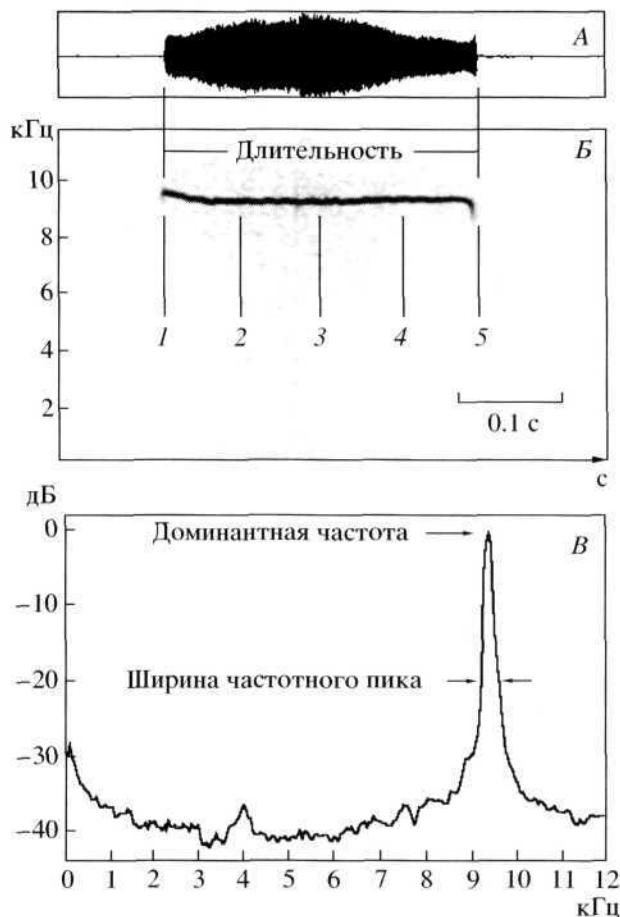 А
кГц
Длительность
Б
10
8
6
4
2
1 2 3 4 5
0.1 с
с
дБ
0
Доминантная частота
В
−10
−20
Ширина частотного пика
−30
−40
0 1 2 3 4 5 6 7 8 9 10 11 12
кГц